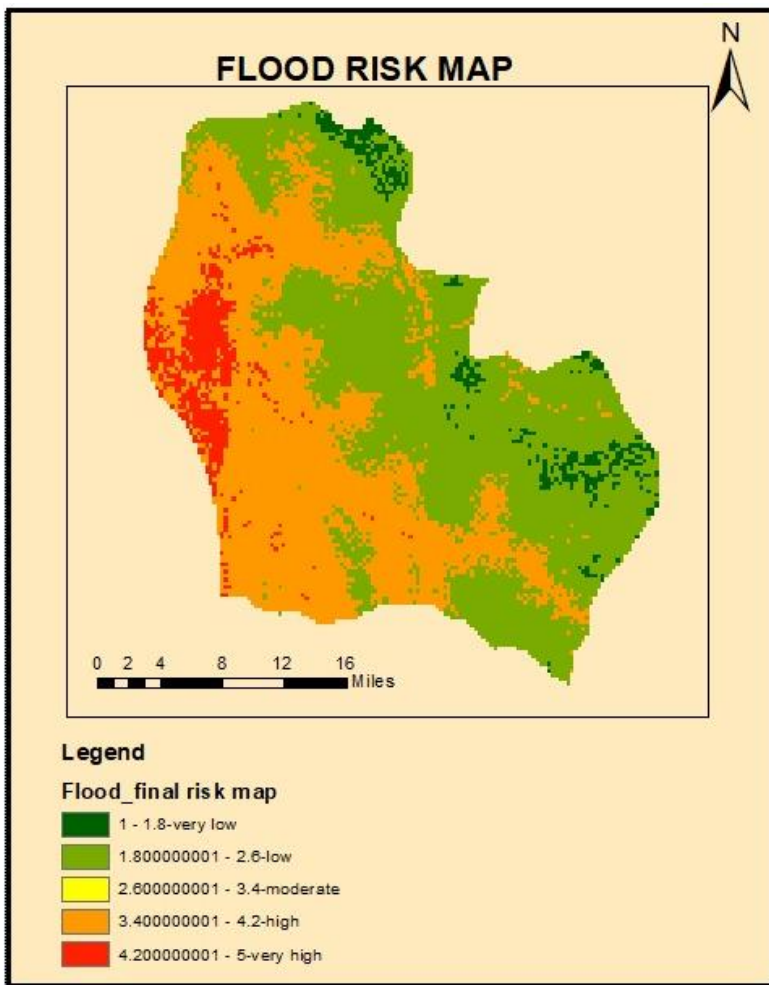 N
FLOOD RISK MAP
0 2 4 8 12 16
Miles
Legend
Flood_final risk map
1 - 1.8-very low
1.800000001 - 2.6-low
2.600000001 - 3.4-moderate
3.400000001 - 4.2-high
4.200000001 - 5-very high